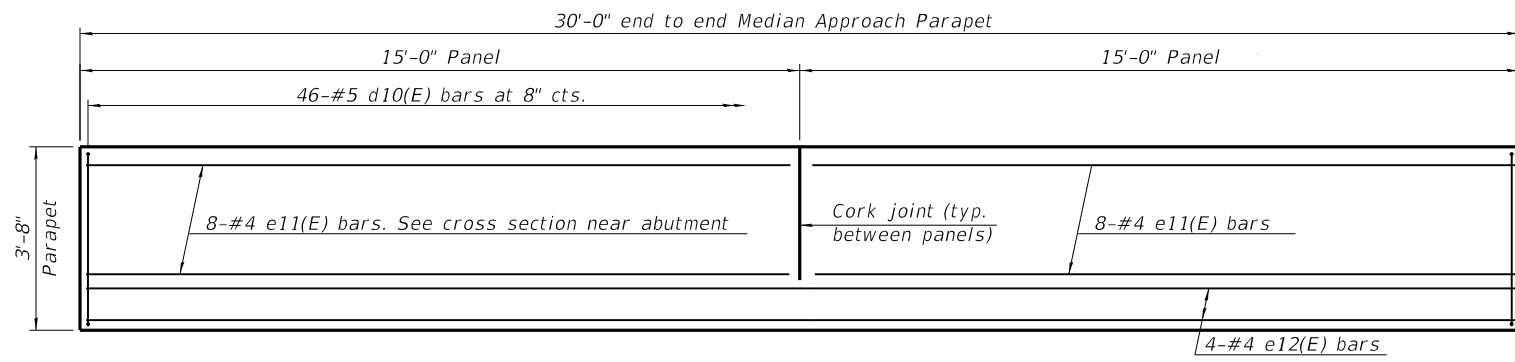 30'-0" end to end Median Approach Parapet
15'-0" Panel
15'-0" Panel
46-#5 d10(E) bars at 8" cts.
3'-8"
Parapet
8-#4 e11(E) bars. See cross section near abutment
Cork joint (typ.
between panels)
8-#4 e11(E) bars
4-#4 e12(E) bars